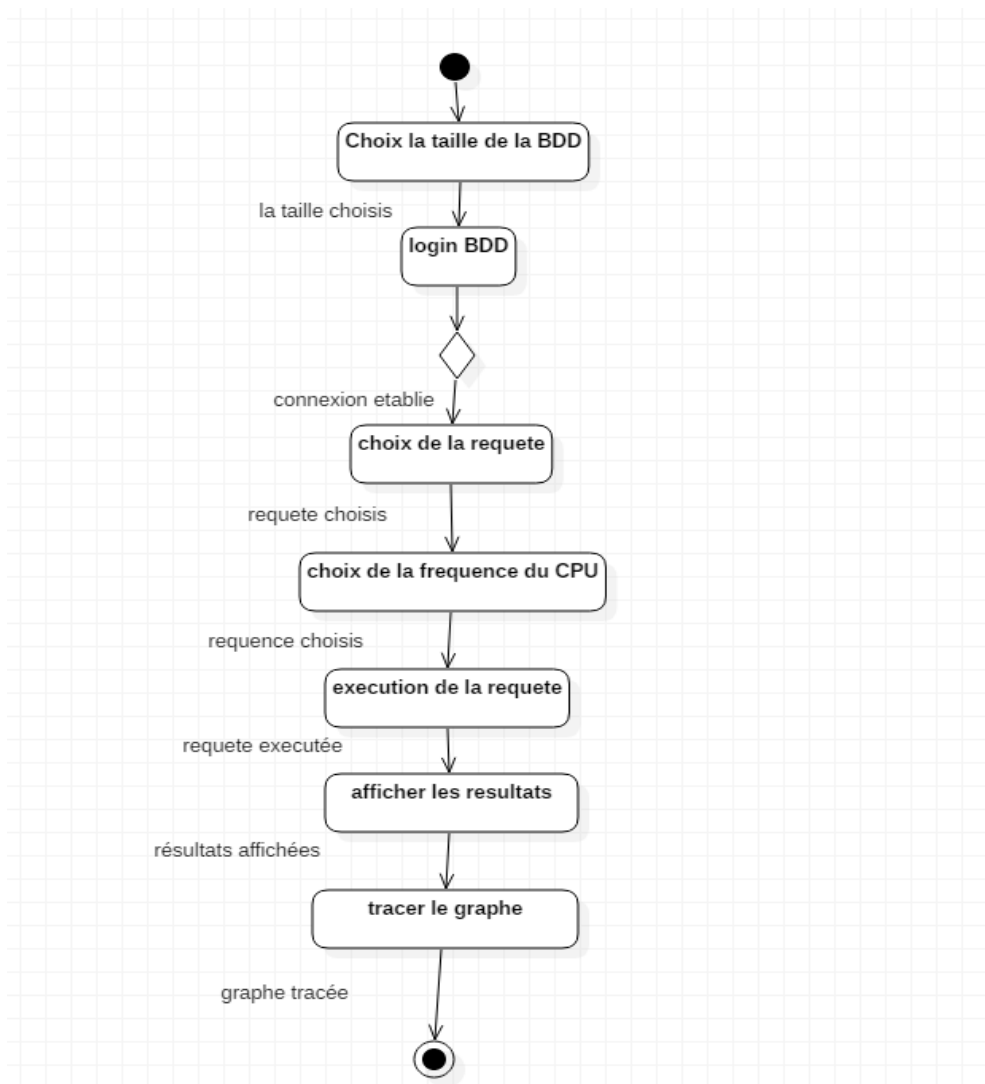 Choix la taille de la BDD
la taille choisis
login BDD
connexion etablie
choix de la requete
requete choisis
choix de la frequence du CPU
requence choisis
execution de la requete
requete executée
afficher les resultats
résultats affichées
tracer le graphe
graphe tracée